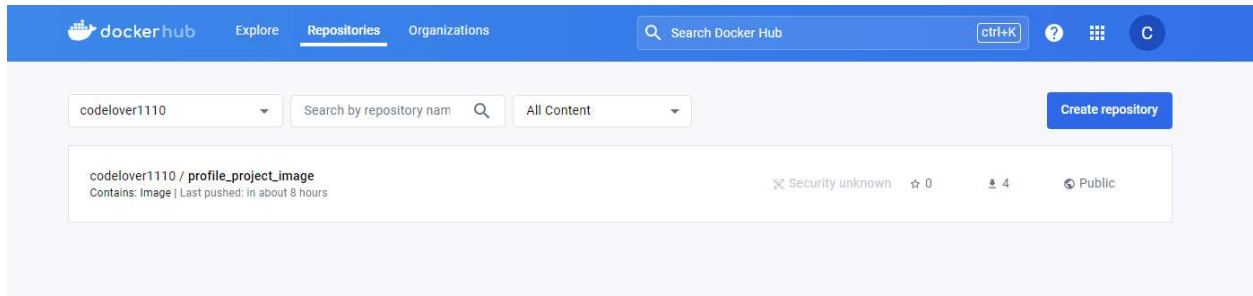 dockerhub Explore Repositories Organizations Search Docker Hub ctrl+K ? C
codelover1110 Search by repository nam All Content Create repository
codelover1110 / profile_project_image
Contains: Image | Last pushed: in about 8 hours
Security unknown 0 4 Public